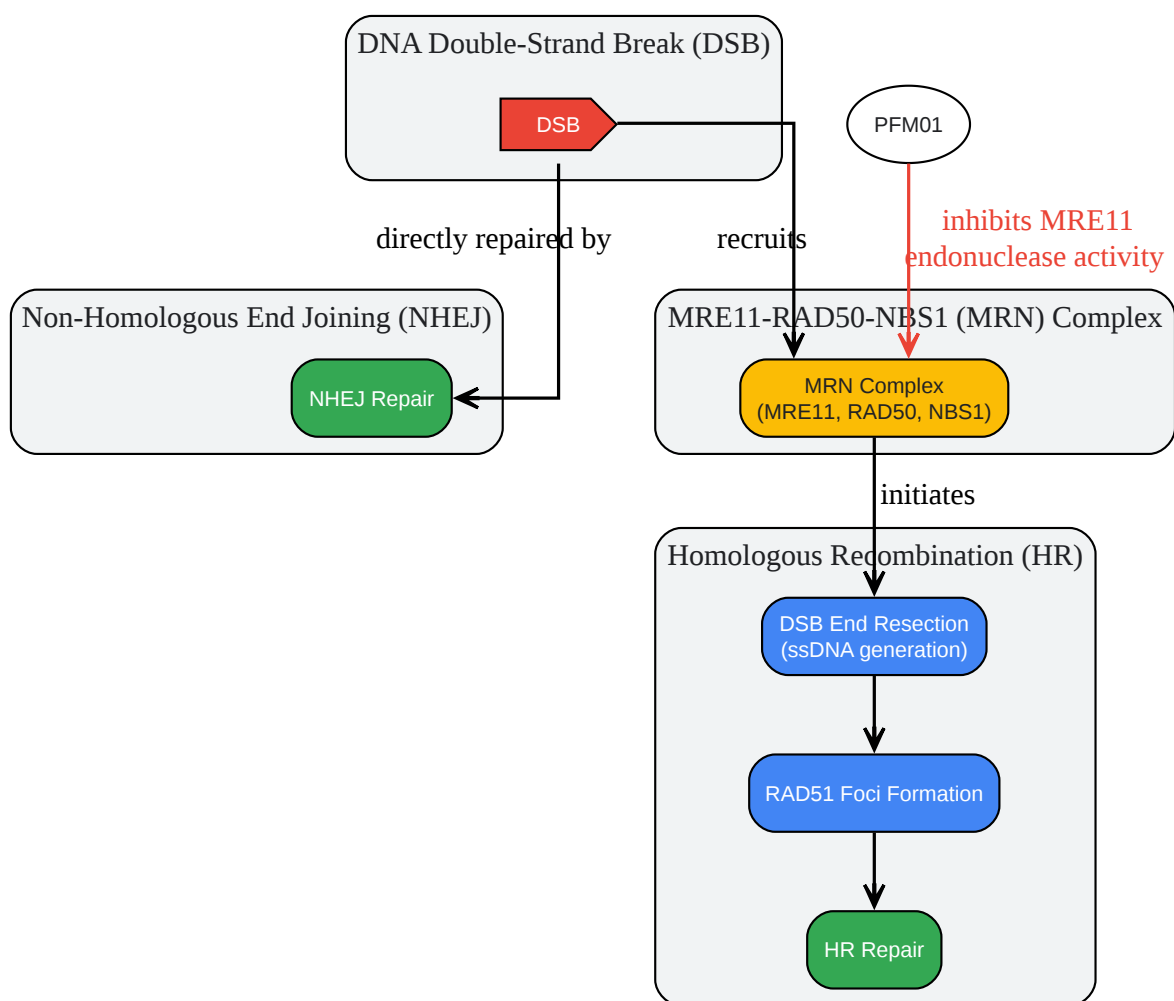 DNA Double-Strand Break (DSB)
DSB
PFM01
directly repaired by
recruits
inhibits MRE11
endonuclease activity
Non-Homologous End Joining (NHEJ)
NHEJ Repair
MRE11-RAD50-NBS1 (MRN) Complex
MRN Complex
(MRE11, RAD50, NBS1)
initiates
Homologous Recombination (HR)
DSB End Resection
(ssDNA generation)
RAD51 Foci Formation
HR Repair